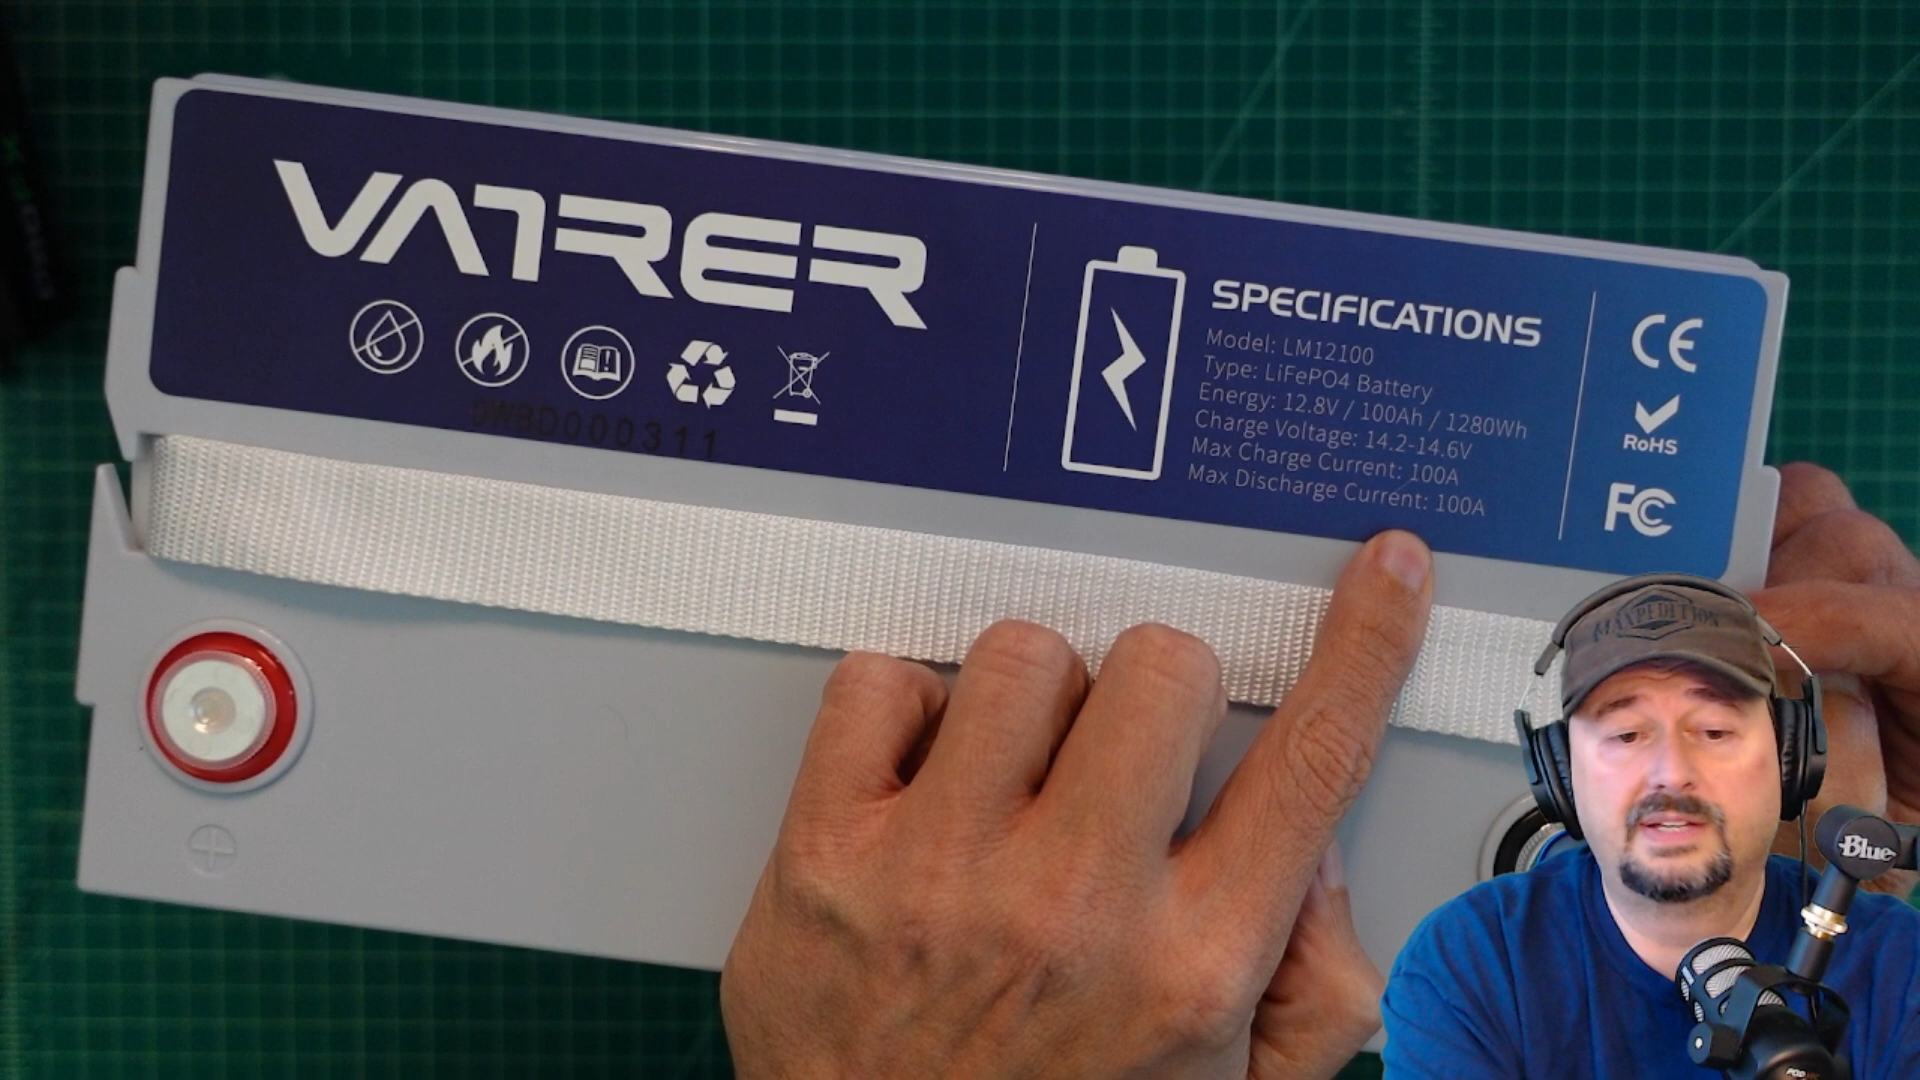 VATRER
SPECIFICATIONS
Model: LM12100
Type: LiFePO4 Battery
Energy: 12.8V / 100Ah / 1280Wh
Charge Voltage: 14.2-14.6V
Max Charge Current: 100A
Max Discharge Current: 100A
CE
RoHS
FC
MAXPEDITION
Blue